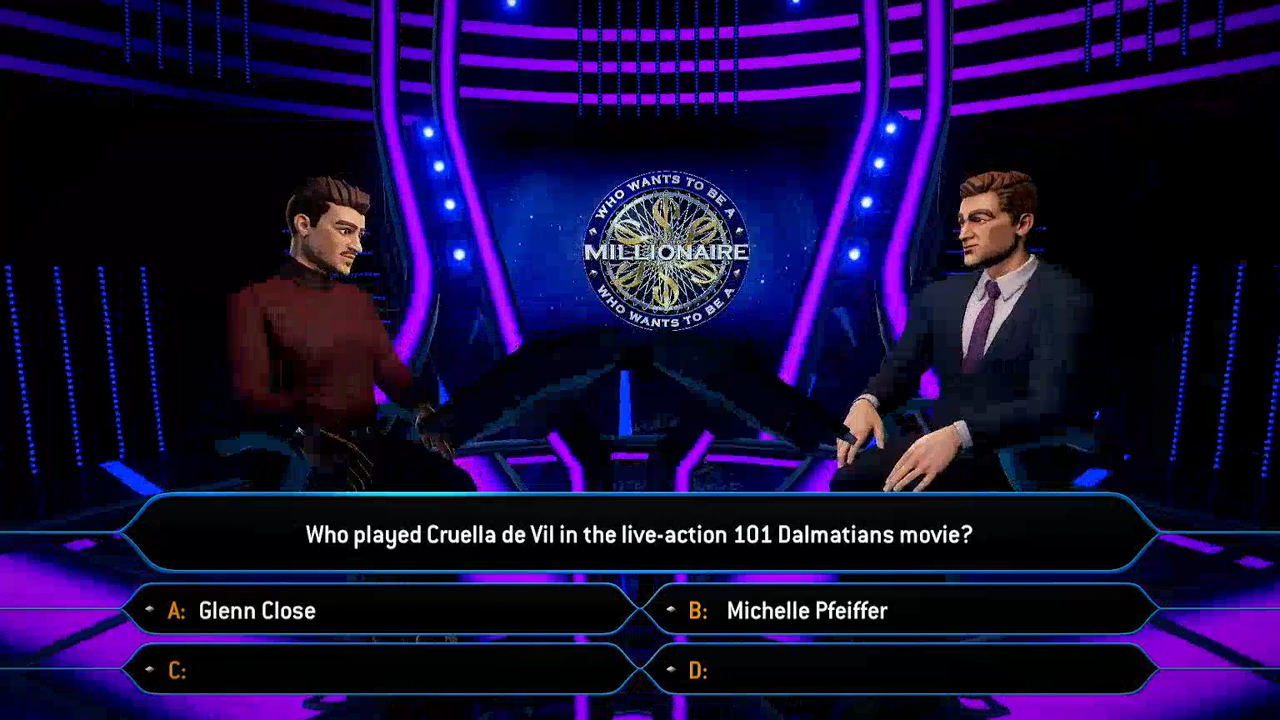 WHO WANTS TO BE A
MILLIONAIRE
WHO WANTS TO BE A
Who played Cruella de Vil in the live-action 101 Dalmatians movie?
A: Glenn Close
B: Michelle Pfeiffer
C:
D: